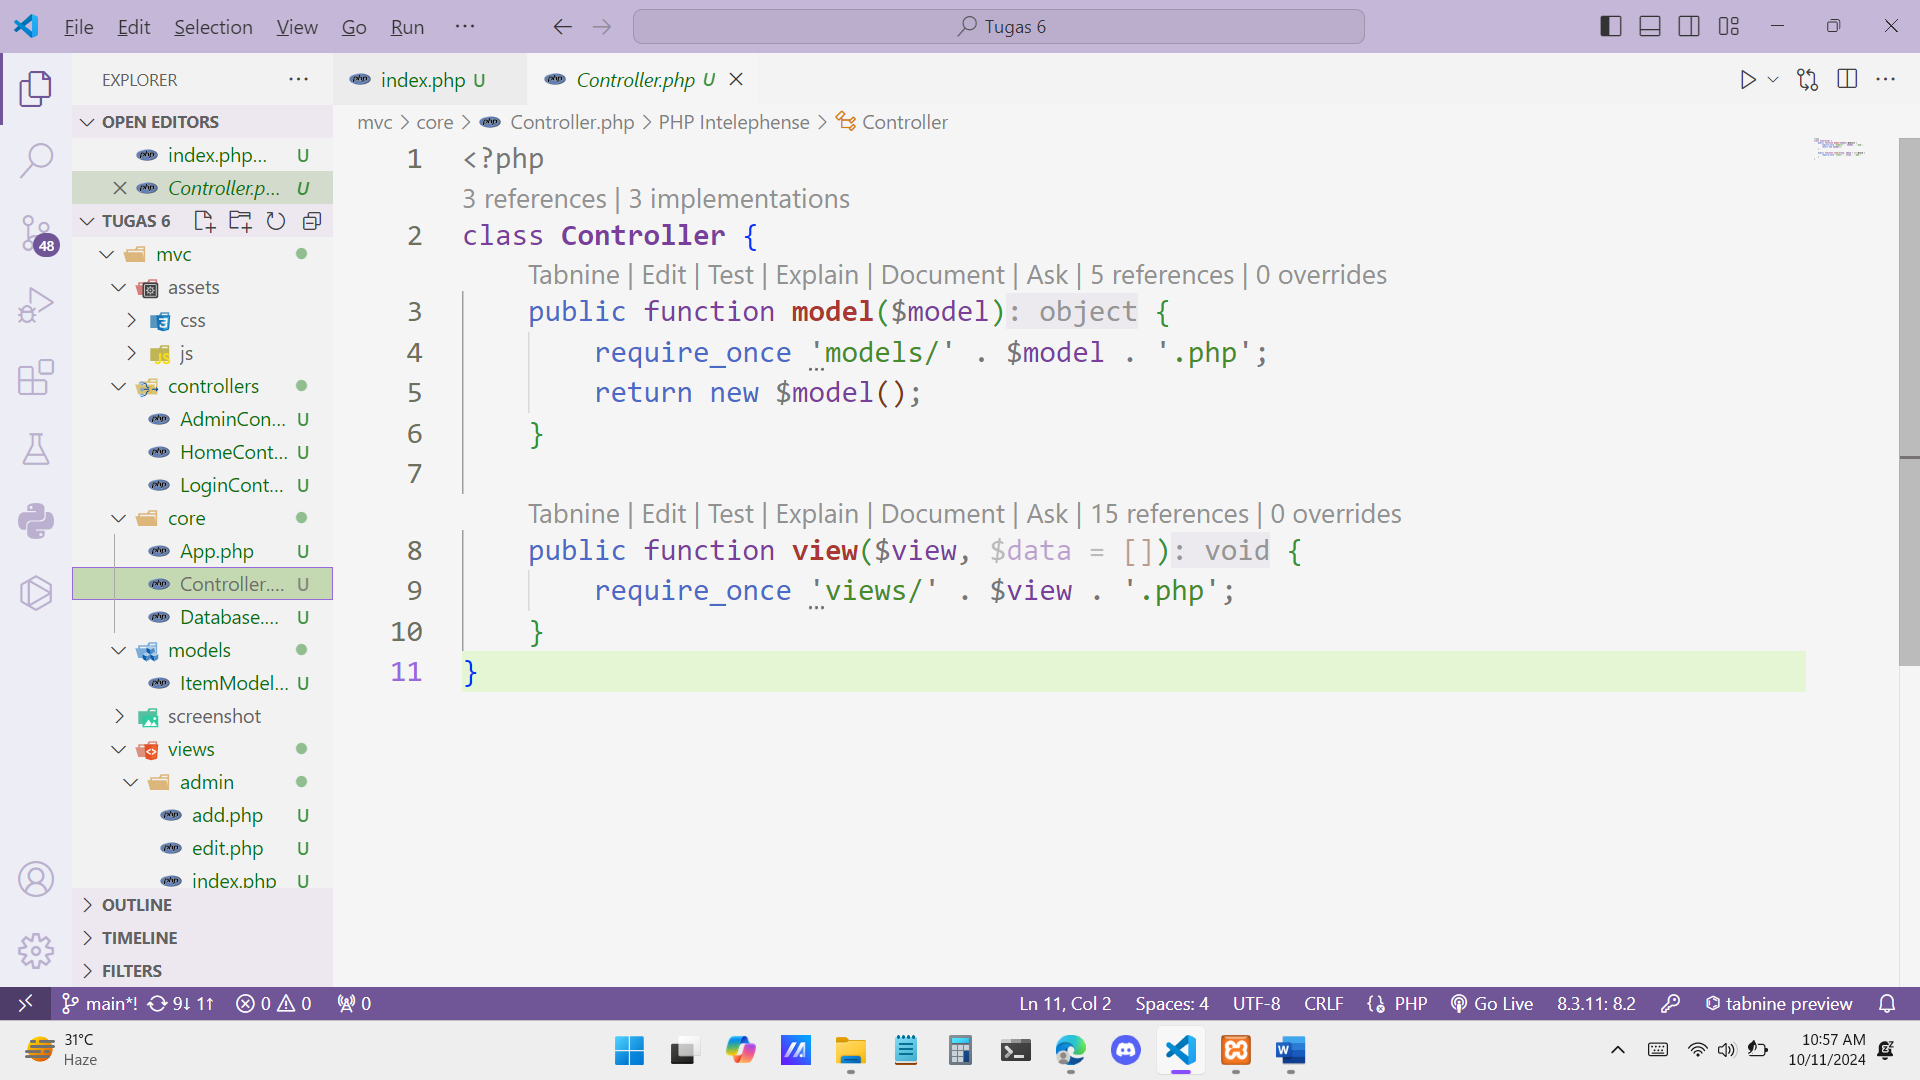 File Edit Selection View Go Run ··· Tugas 6
EXPLORER ···
OPEN EDITORS
index.php... U
Controller.p... U
TUGAS 6
mvc
assets
css
js
controllers
AdminCon... U
HomeCont... U
LoginCont... U
core
App.php U
Controller.... U
Database.... U
models
ItemModel... U
screenshot
views
admin
add.php U
edit.php U
index.php U
OUTLINE
TIMELINE
FILTERS
48
index.php U Controller.php U
mvc > core > Controller.php > PHP Intelephense > Controller
1 <?php
3 references | 3 implementations
2 class Controller {
Tabnine | Edit | Test | Explain | Document | Ask | 5 references | 0 overrides
3 public function model($model): object {
4 require_once 'models/' . $model . '.php';
5 return new $model();
6 }
7
Tabnine | Edit | Test | Explain | Document | Ask | 15 references | 0 overrides
8 public function view($view, $data = []): void {
9 require_once 'views/' . $view . '.php';
10 }
11 }
main*! 9↓ 1↑ 0 0 0 Ln 11, Col 2 Spaces: 4 UTF-8 CRLF PHP Go Live 8.3.11: 8.2 tabnine preview
31°C
Haze
10:57 AM
10/11/2024